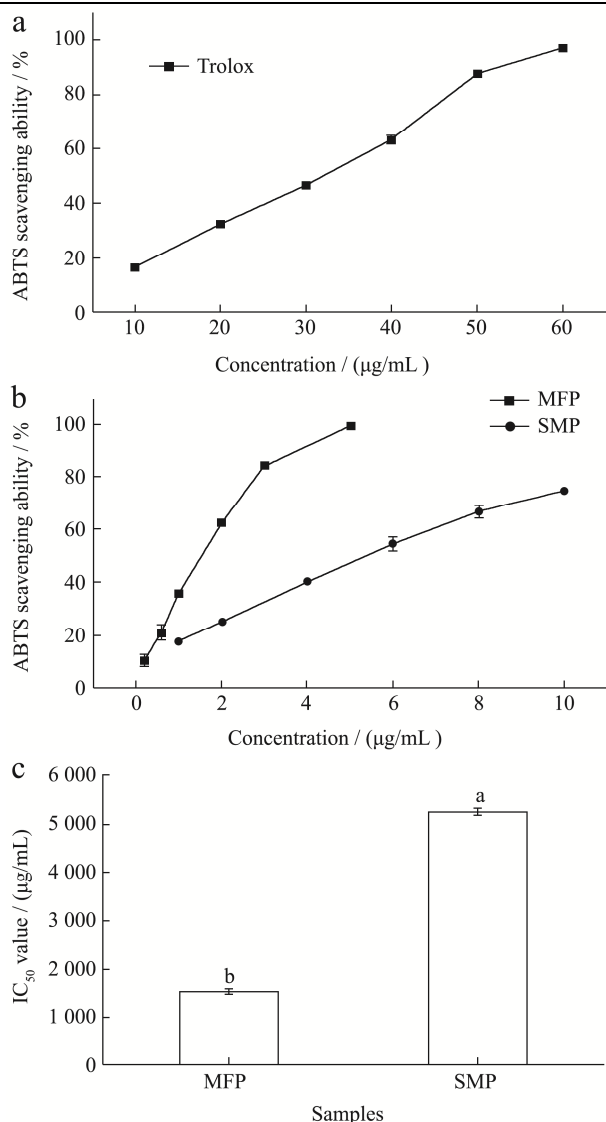 a
ABTS scavenging ability / %
100
80
60
40
20
0
Trolox
10 20 30 40 50 60
Concentration / (μg/mL )
b
ABTS scavenging ability / %
100
80
60
40
20
0
MFP
SMP
0 2 4 6 8 10
Concentration / (μg/mL )
c
IC50 value / (μg/mL)
6 000
5 000
4 000
3 000
2 000
1 000
0
b
a
MFP SMP
Samples